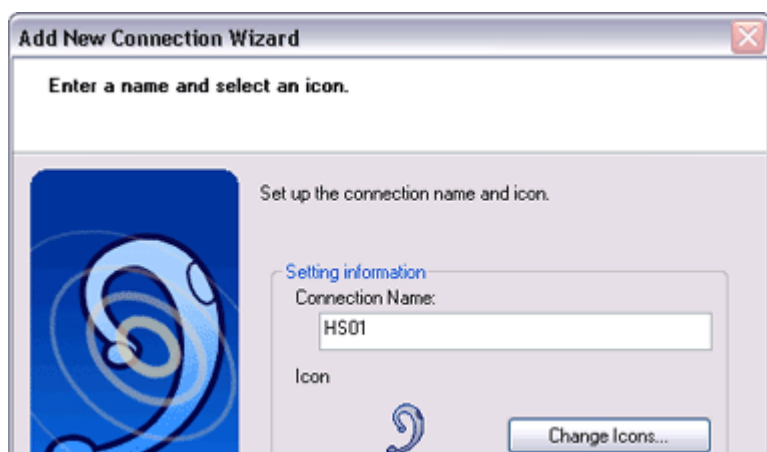 Add New Connection Wizard
Enter a name and select an icon.
Set up the connection name and icon.
Setting information
Connection Name:
HS01
Icon
Change Icons...